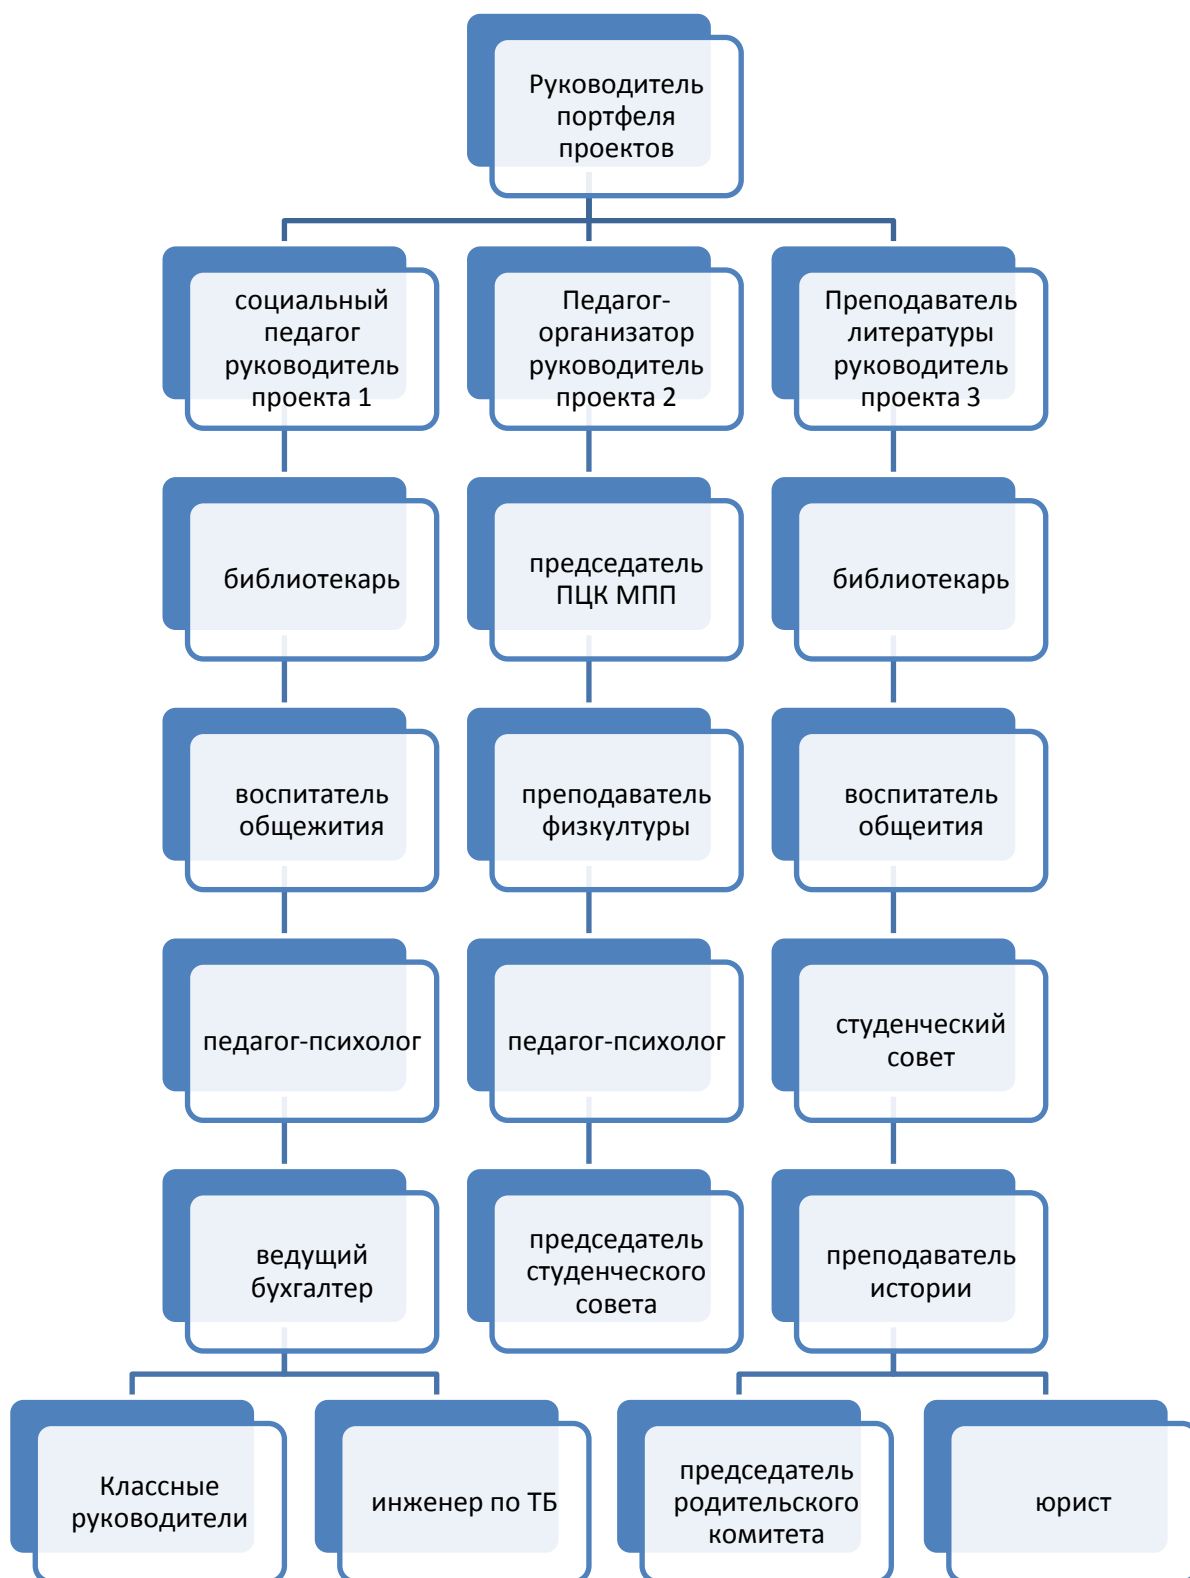 Руководитель
портфеля
проектов
социальный
педагог
руководитель
проекта 1
Педагог-
организатор
руководитель
проекта 2
Преподаватель
литературы
руководитель
проекта 3
библиотекарь
председатель
ПЦК МПП
библиотекарь
воспитатель
общежития
преподаватель
физкултуры
воспитатель
общеития
педагог-психолог
педагог-психолог
студенческий
совет
ведущий
бухгалтер
председатель
студенческого
совета
преподаватель
истории
Классные
руководители
инженер по ТБ
председатель
родительского
комитета
юрист